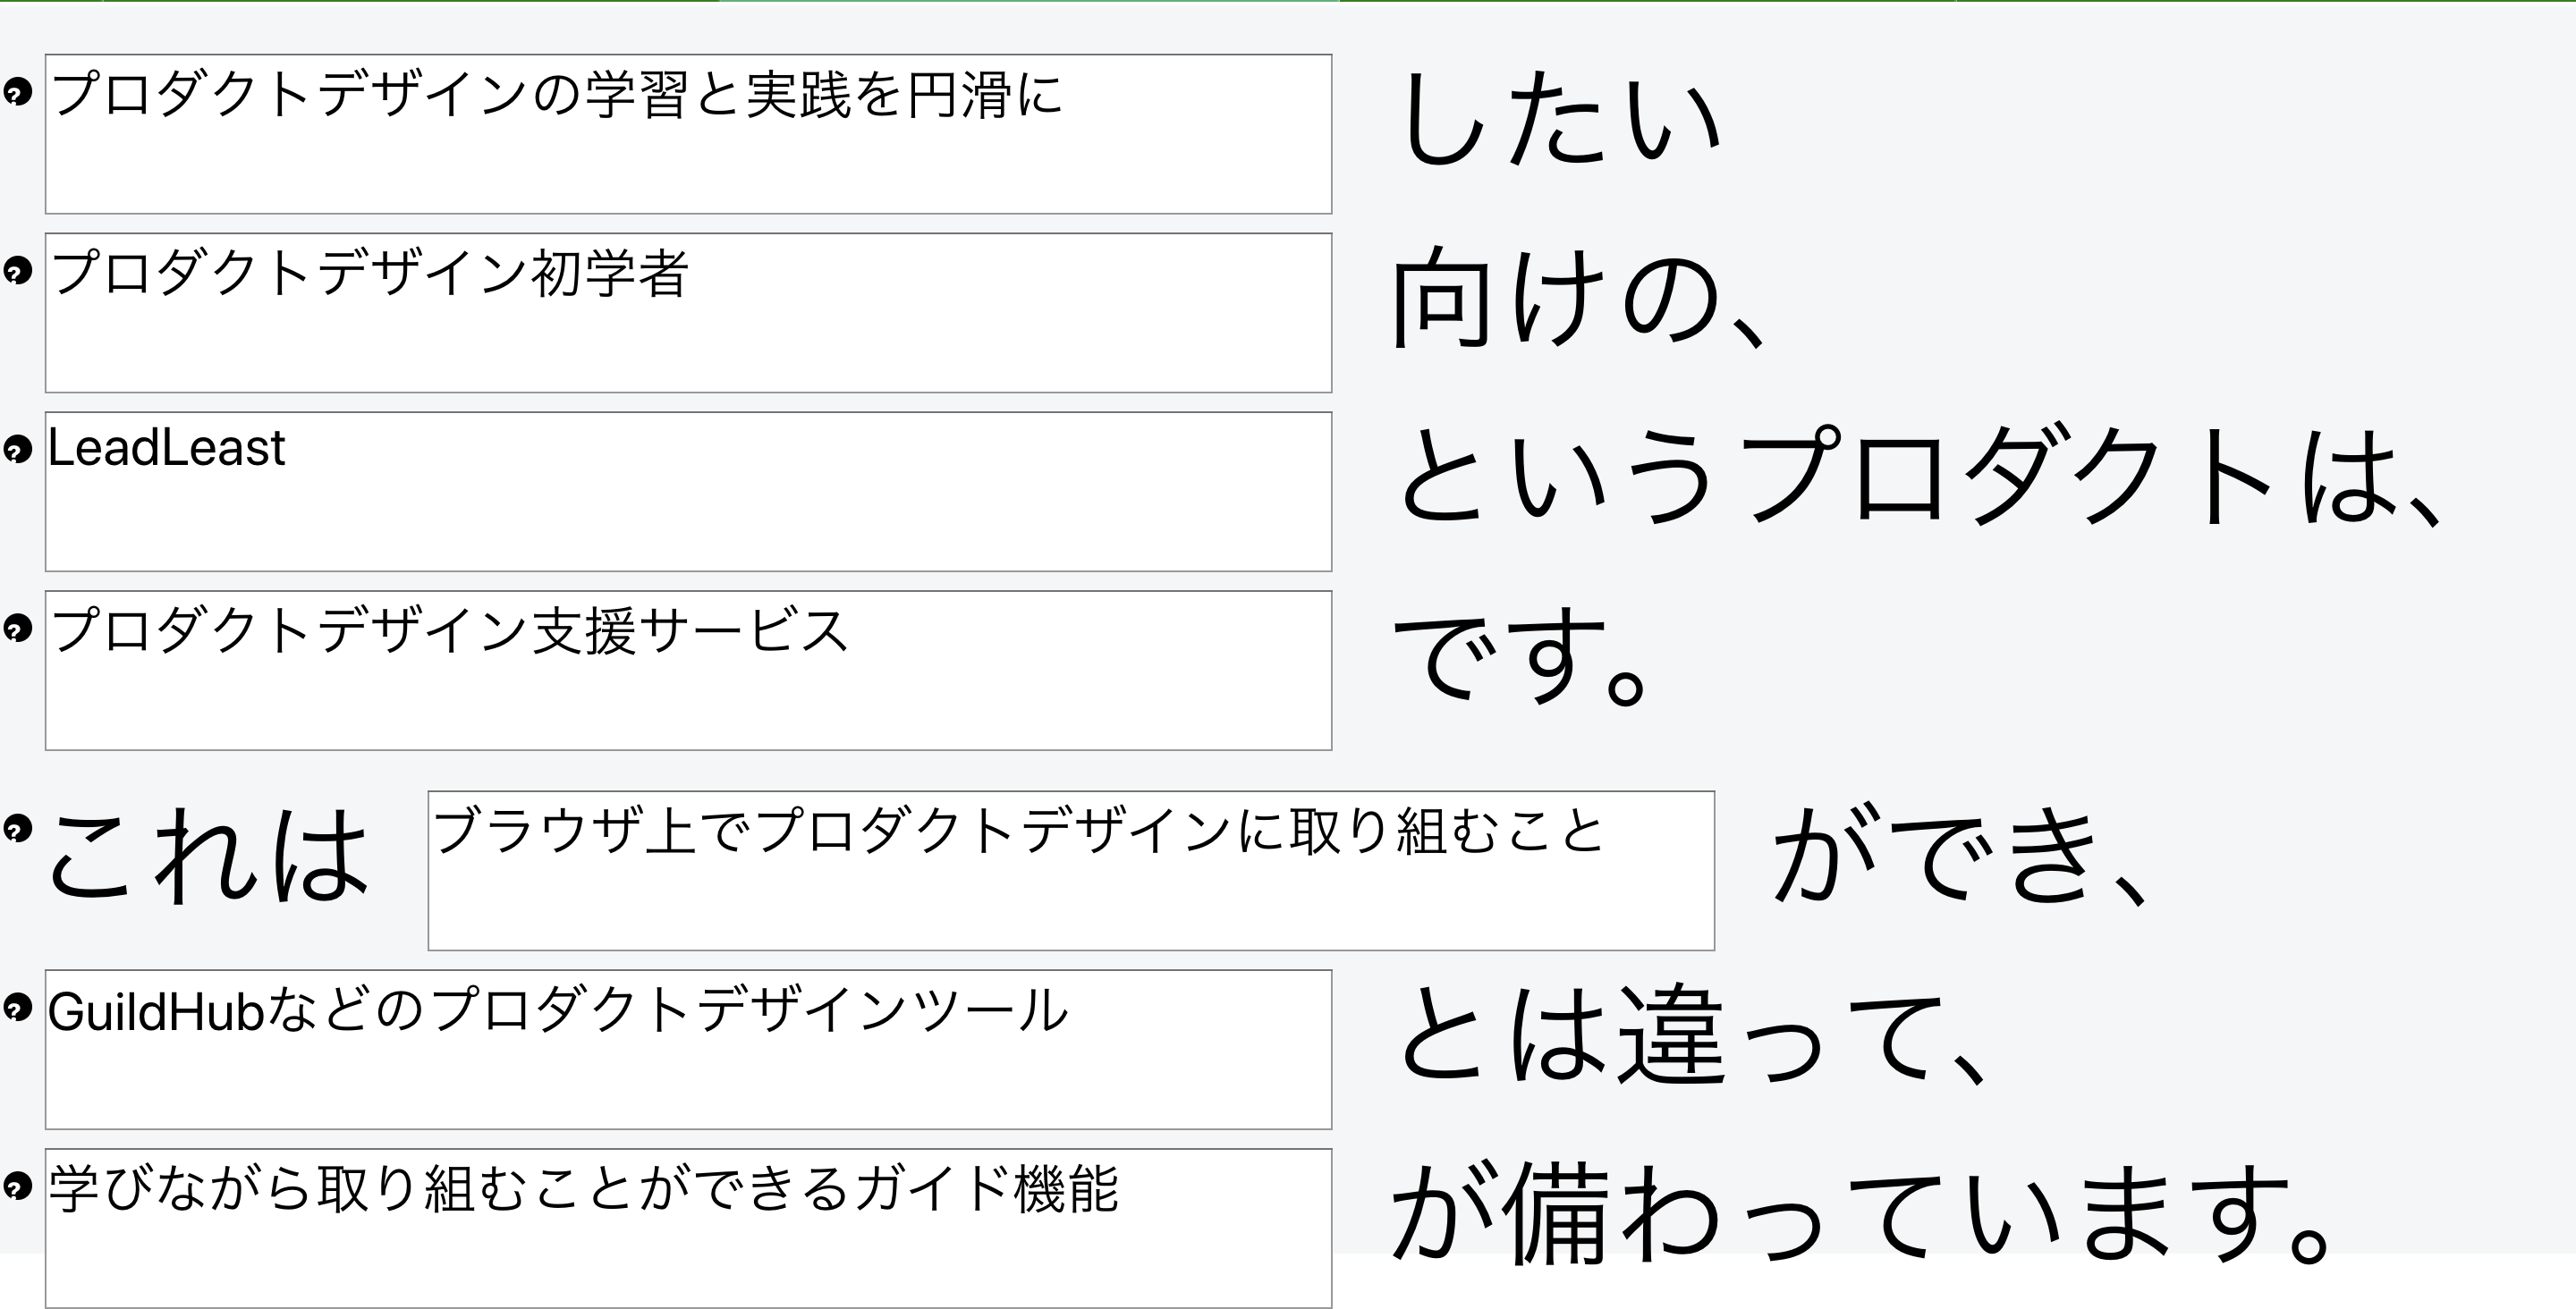 プロダクトデザインの学習と実践を円滑に したい
プロダクトデザイン初学者 向けの、
LeadLeast というプロダクトは、
プロダクトデザイン支援サービス です。
これは ブラウザ上でプロダクトデザインに取り組むこと ができ、
GuildHubなどのプロダクトデザインツール とは違って、
学びながら取り組むことができるガイド機能 が備わっています。